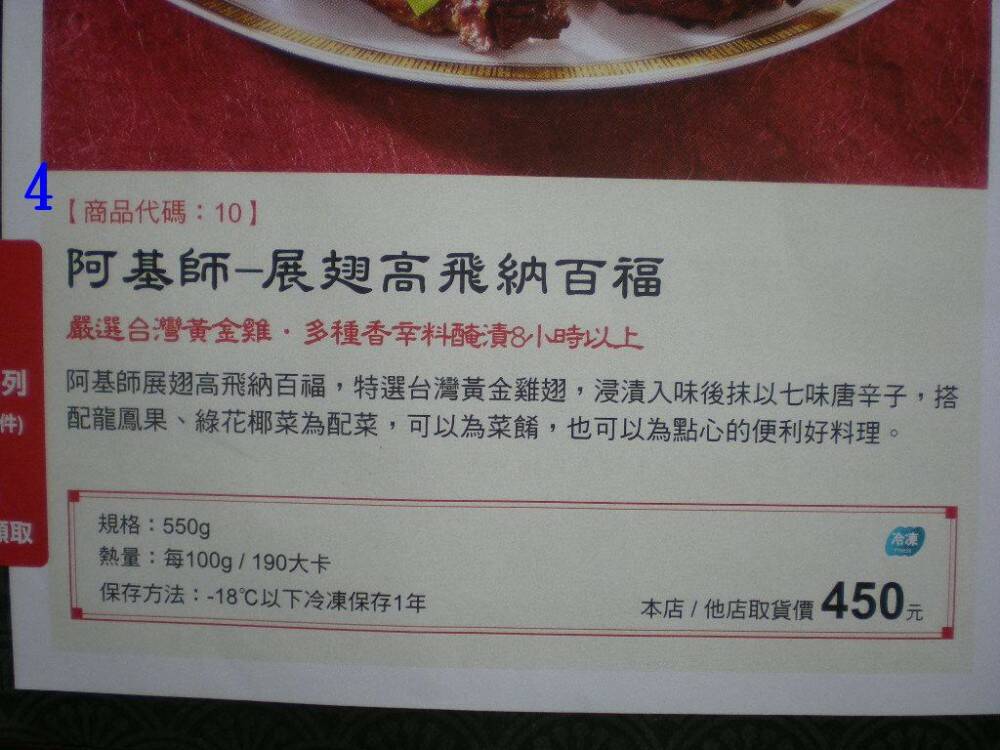 4
【商品代碼：10】
阿基師–展翅高飛納百福
嚴選台灣黃金雞・多種香辛料醃漬8小時以上
阿基師展翅高飛納百福，特選台灣黃金雞翅，浸漬入味後抹以七味唐辛子，搭
配龍鳳果、綠花椰菜為配菜，可以為菜餚，也可以為點心的便利好料理。
列
件)
取
規格：550g
熱量：每100g / 190大卡
保存方法：-18℃以下冷凍保存1年
冷凍
本店 / 他店取貨價 450元